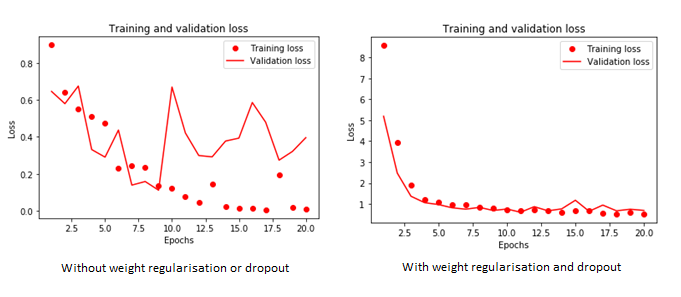 Training and validation loss
Training loss
Validation loss
0.8
0.6
0.4
0.2
0.0
Loss
2.5 5.0 7.5 10.0 12.5 15.0 17.5 20.0
Epochs
Without weight regularisation or dropout
Training and validation loss
Training loss
Validation loss
8
7
6
5
4
3
2
1
Loss
2.5 5.0 7.5 10.0 12.5 15.0 17.5 20.0
Epochs
With weight regularisation and dropout